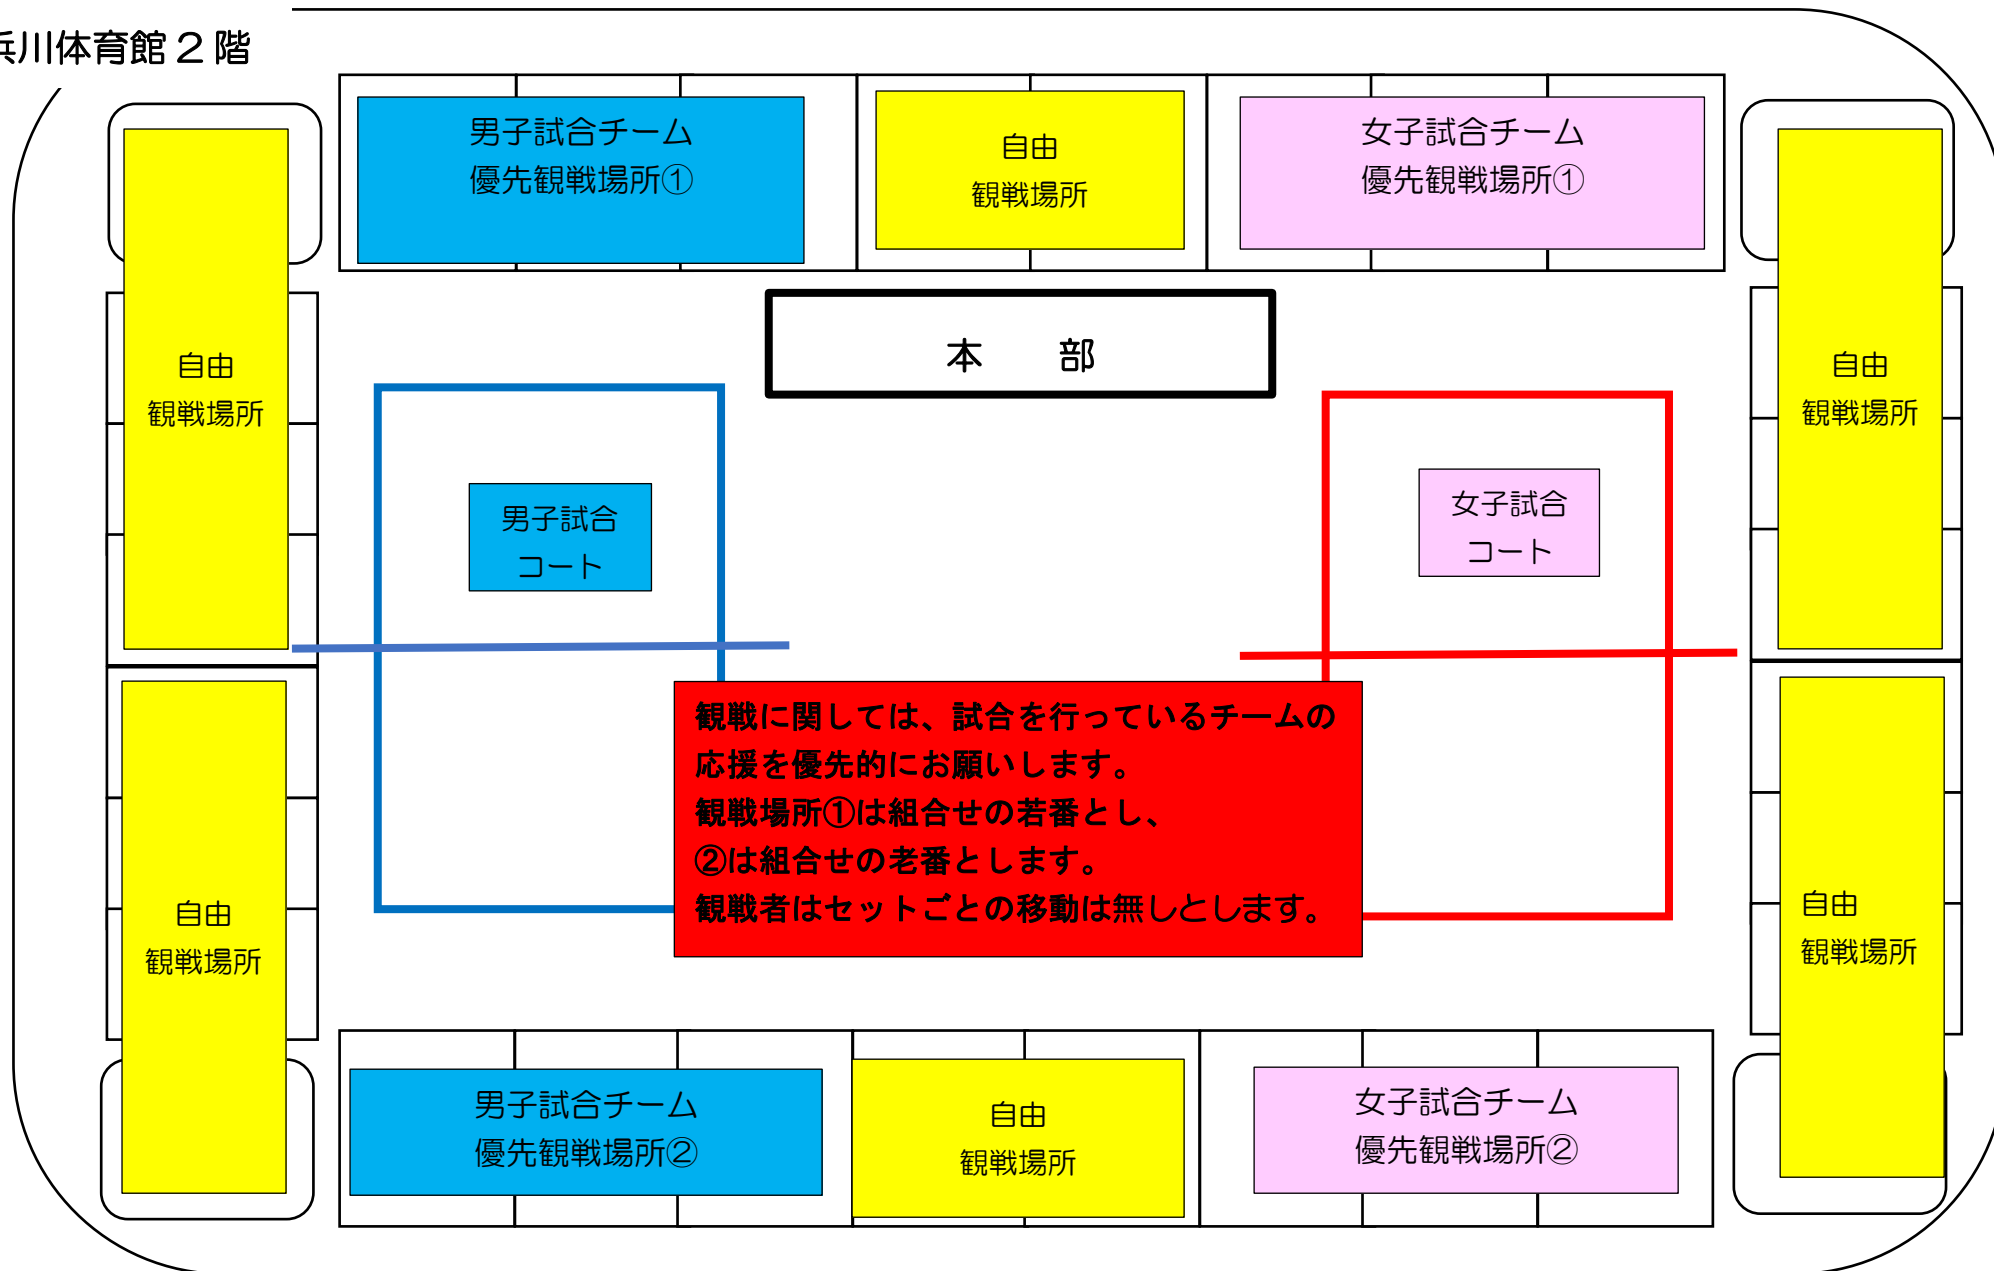 浜川体育館２階
男子試合チーム
優先観戦場所①
自由
観戦場所
女子試合チーム
優先観戦場所①
本　　部
自由
観戦場所
自由
観戦場所
男子試合
コート
女子試合
コート
観戦に関しては、試合を行っているチームの
応援を優先的にお願いします。
観戦場所①は組合せの若番とし、
②は組合せの老番とします。
観戦者はセットごとの移動は無しとします。
自由
観戦場所
自由
観戦場所
男子試合チーム
優先観戦場所②
自由
観戦場所
女子試合チーム
優先観戦場所②